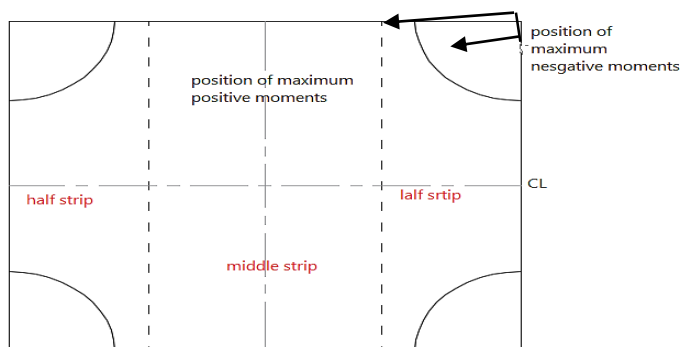 position of
maximum
nesgative moments
position of maximum
positive moments
CL
half strip
lalf srtip
middle strip